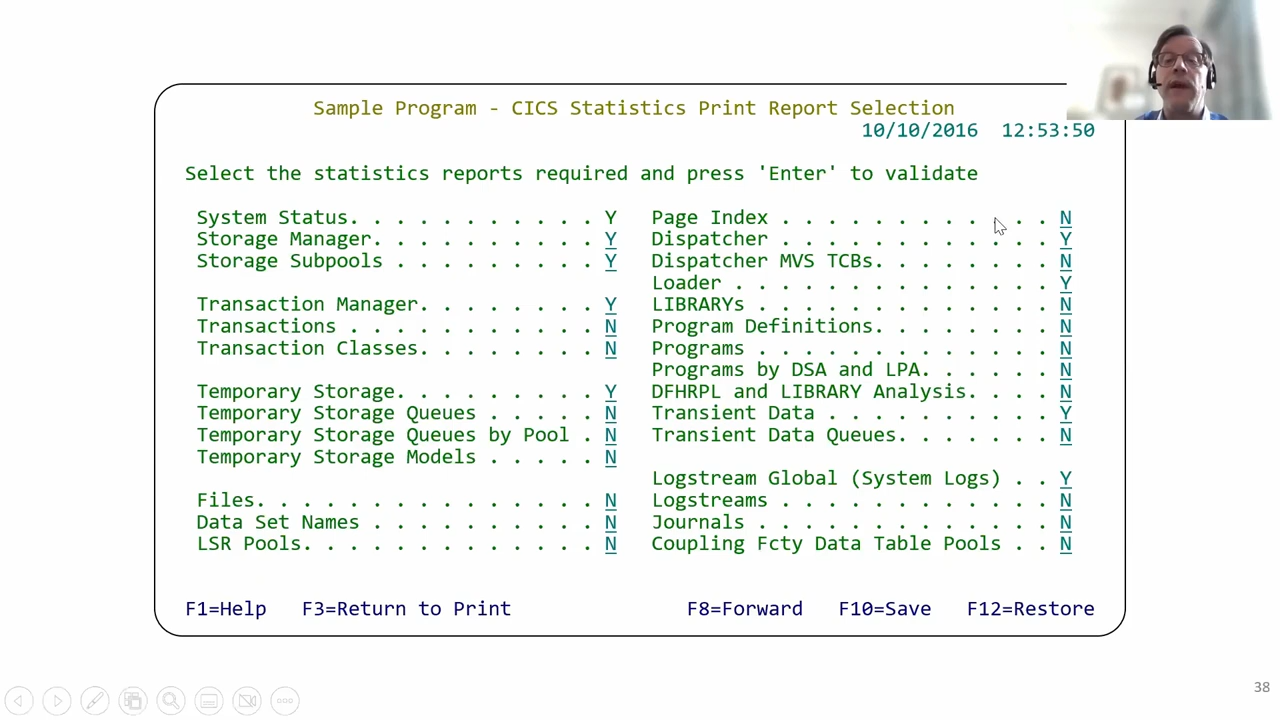 Sample Program - CICS Statistics Print Report Selection
10/10/2016  12:53:50
Select the statistics reports required and press 'Enter' to validate
System Status. . . . . . . . . . . Y   Page Index . . . . . . . . . . . . N
Storage Manager. . . . . . . . . . Y   Dispatcher . . . . . . . . . . . . Y
Storage Subpools . . . . . . . . . Y   Dispatcher MVS TCBs. . . . . . . . N
Loader . . . . . . . . . . . . . . Y
Transaction Manager. . . . . . . . Y   LIBRARYs . . . . . . . . . . . . . N
Transactions . . . . . . . . . . . N   Program Definitions. . . . . . . . N
Transaction Classes. . . . . . . . N   Programs . . . . . . . . . . . . . N
Programs by DSA and LPA. . . . . . N
Temporary Storage. . . . . . . . . Y   DFHRPL and LIBRARY Analysis. . . . N
Temporary Storage Queues . . . . . N   Transient Data . . . . . . . . . . Y
Temporary Storage Queues by Pool . N   Transient Data Queues. . . . . . . N
Temporary Storage Models . . . . . N
Logstream Global (System Logs) . . Y
Files. . . . . . . . . . . . . . . N   Logstreams . . . . . . . . . . . . N
Data Set Names . . . . . . . . . . N   Journals . . . . . . . . . . . . . N
LSR Pools. . . . . . . . . . . . . N   Coupling Fcty Data Table Pools . . N
F1=Help   F3=Return to Print   F8=Forward   F10=Save   F12=Restore
38